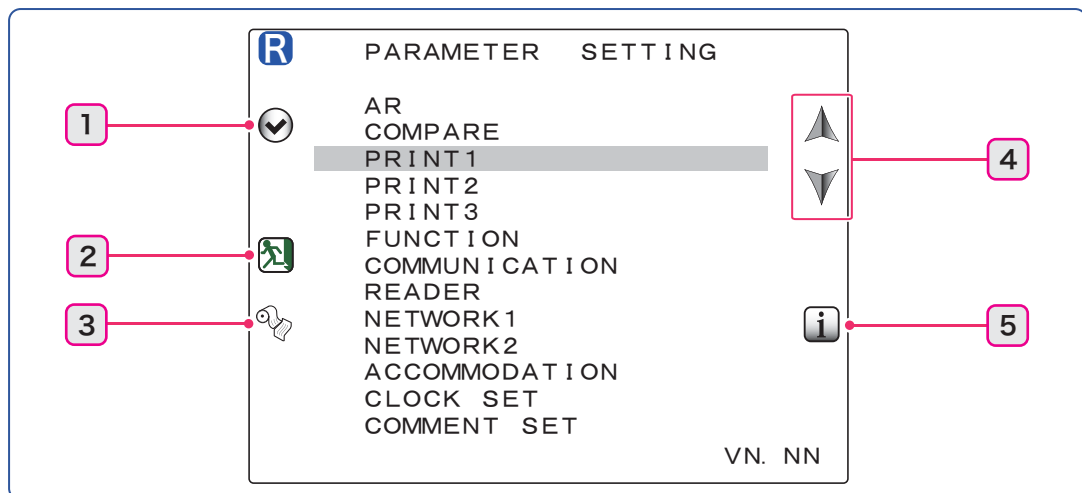 R
PARAMETER SETTING
1
AR
COMPARE
PRINT1
PRINT2
PRINT3
4
2
FUNCTION
COMMUNICATION
READER
3
NETWORK1
i
5
NETWORK2
ACCOMMODATION
CLOCK SET
COMMENT SET
VN. NN